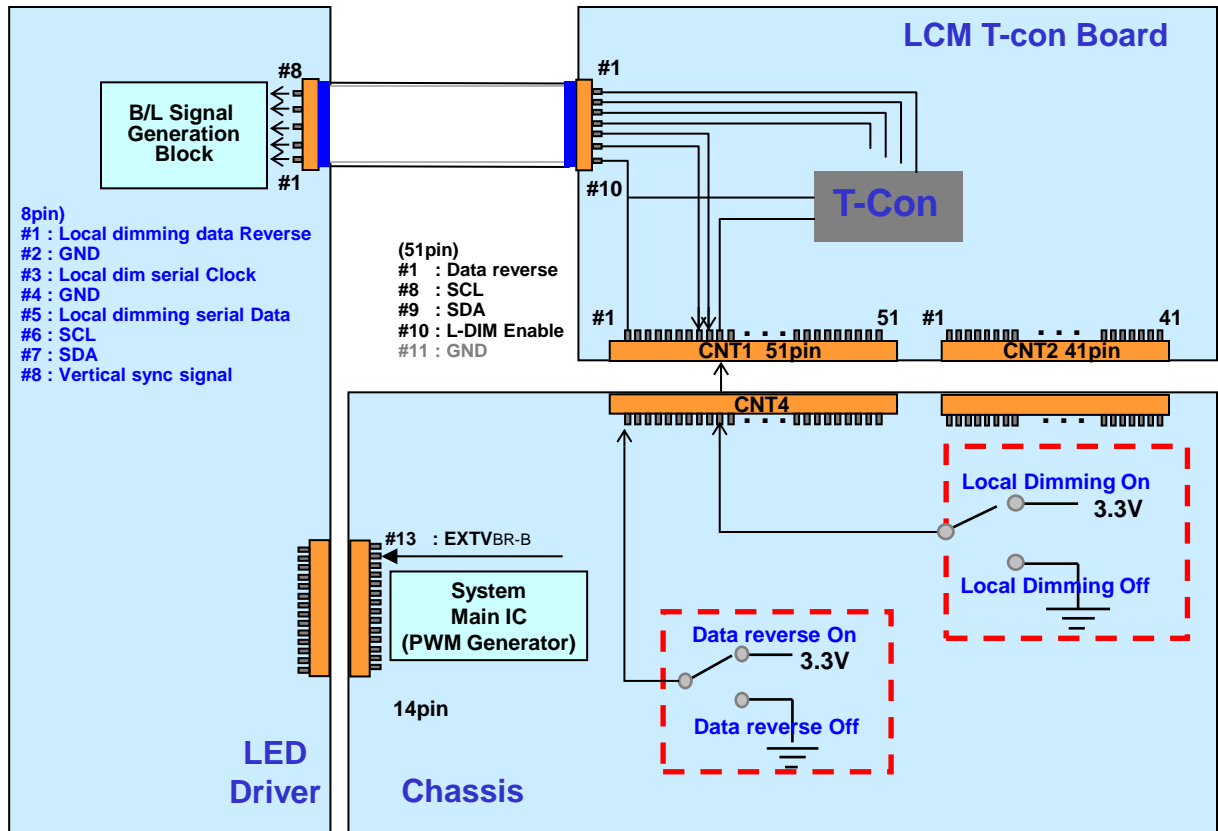 LCM T-con Board
#8
#1
B/L Signal
Generation
Block
#1
#10
T-Con
8pin)
#1 : Local dimming data Reverse
#2 : GND
#3 : Local dim serial Clock
#4 : GND
#5 : Local dimming serial Data
#6 : SCL
#7 : SDA
#8 : Vertical sync signal
(51pin)
#1 : Data reverse
#8 : SCL
#9 : SDA
#10 : L-DIM Enable
#11 : GND
#1
51
#1
41
CNT1 51pin
CNT2 41pin
CNT4
Local Dimming On
3.3V
Local Dimming Off
#13 : EXTVBR-B
System
Main IC
(PWM Generator)
Data reverse On
3.3V
Data reverse Off
14pin
LED
Driver
Chassis